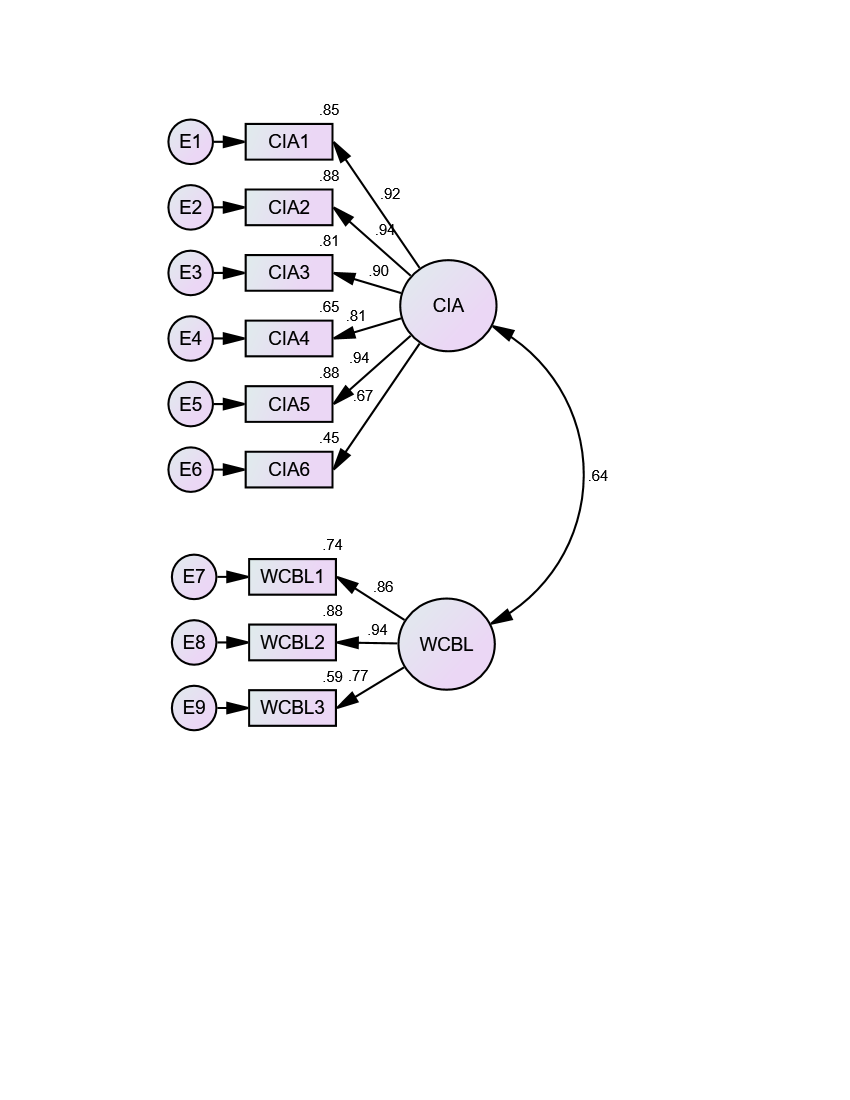 .85
E1 CIA1
.88 .92
E2 CIA2 .94
.81
E3 CIA3 .90
CIA
.65 .81
E4 CIA4
.94
.88
E5 CIA5 .67
.45
E6 CIA6
.64
.74
E7 WCBL1 .86
.88
.94
E8 WCBL2 WCBL
.59 .77
E9 WCBL3